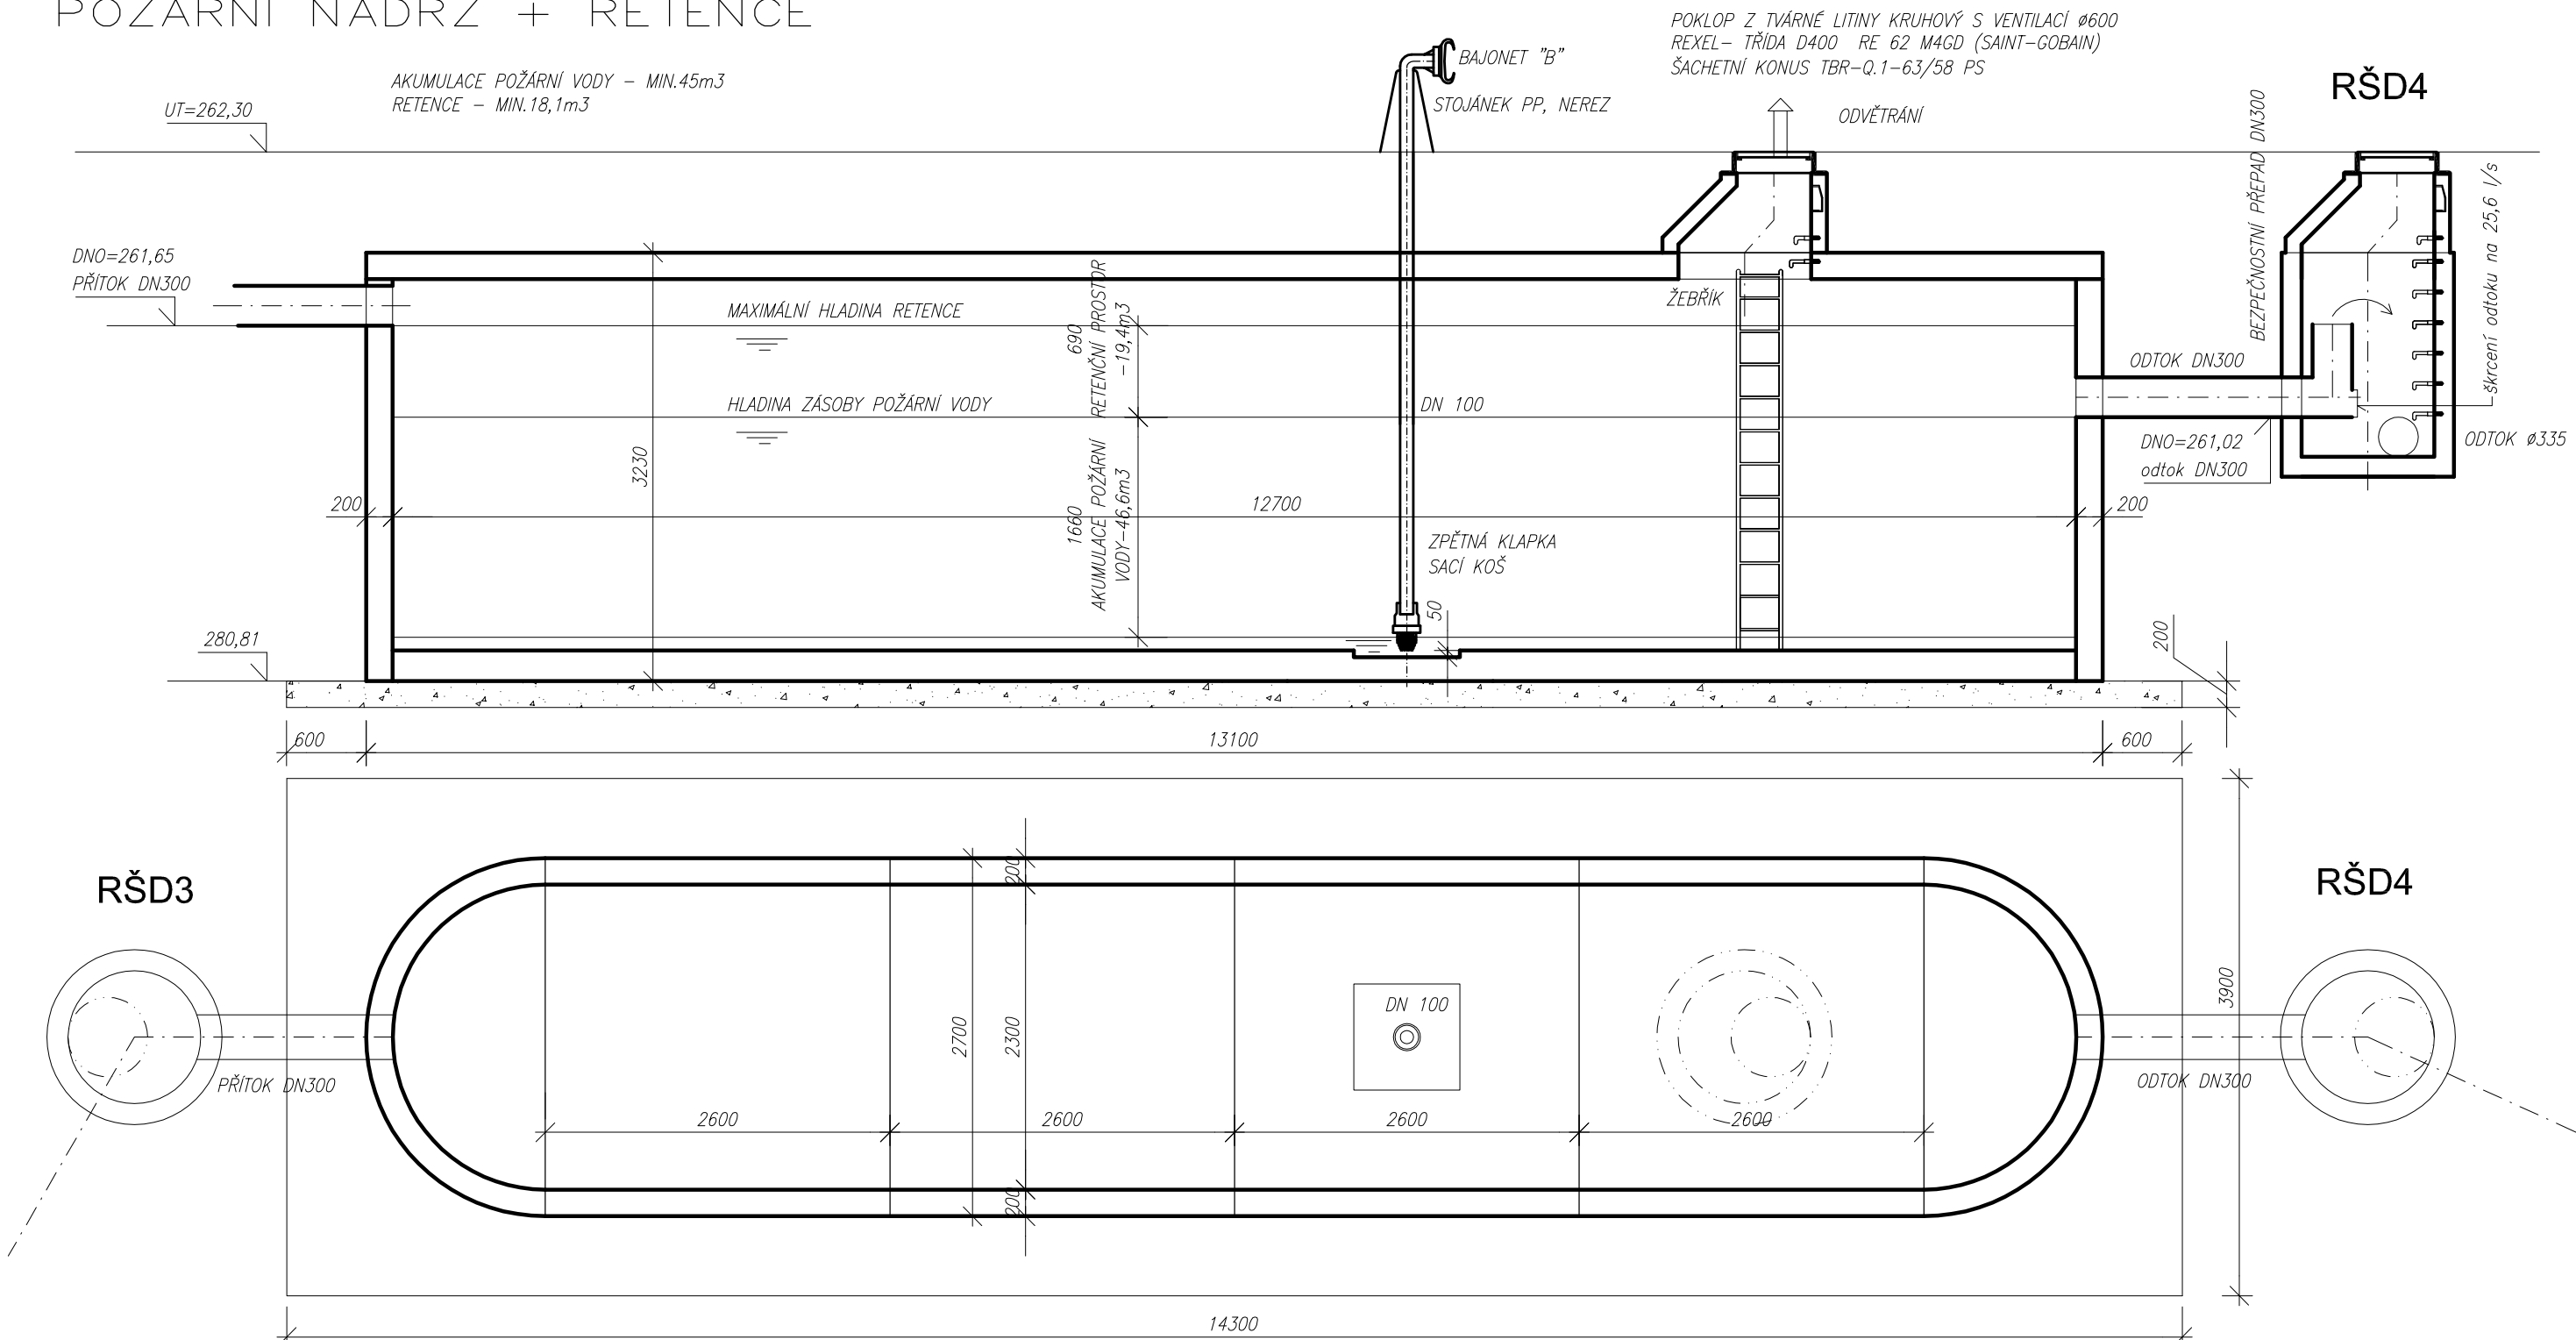 POŽÁRNÍ NÁDRŽ + RETENCE
AKUMULACE POŽÁRNÍ VODY – MIN.45m3
RETENCE – MIN.18,1m3
UT=262,30
BAJONET "B"
STOJÁNEK PP, NEREZ
POKLOP Z TVÁRNÉ LITINY KRUHOVÝ S VENTILACÍ ø600
REXEL– TŘÍDA D400 RE 62 M4GD (SAINT–GOBAIN)
ŠACHETNÍ KONUS TBR–Q.1–63/58 PS
ODVĚTRÁNÍ
RŠD4
BEZPEČNOSTNÍ PŘEPAD DN300
škrcení odtoku na 25,6 l/s
DNO=261,65
PŘÍTOK DN300
MAXIMÁLNÍ HLADINA RETENCE
690
RETENČNÍ PROSTOR
–19,4m3
ŽEBŘÍK
ODTOK DN300
HLADINA ZÁSOBY POŽÁRNÍ VODY
DN 100
DNO=261,02
odtok DN300
ODTOK ø335
3230
200
12700
200
1660
AKUMULACE POŽÁRNÍ
VODY–46,6m3
ZPĚTNÁ KLAPKA
SACÍ KOŠ
50
280,81
200
600
13100
600
RŠD3
RŠD4
200
2700
2300
DN 100
3900
PŘÍTOK DN300
ODTOK DN300
2600
2600
2600
2600
200
14300